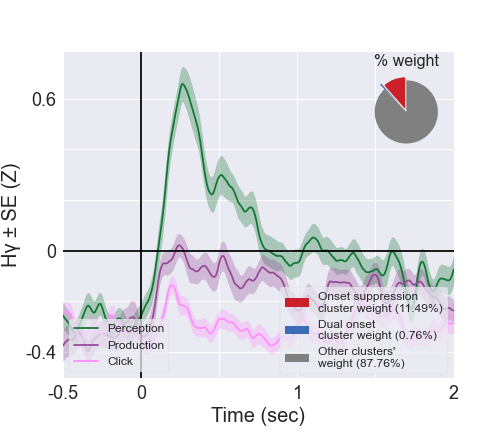 % weight
Hγ ± SE (Z)
0.6
0
-0.4
Perception
Production
Click
Onset suppression
cluster weight (11.49%)
Dual onset
cluster weight (0.76%)
Other clusters'
weight (87.76%)
-0.5
0
1
2
Time (sec)